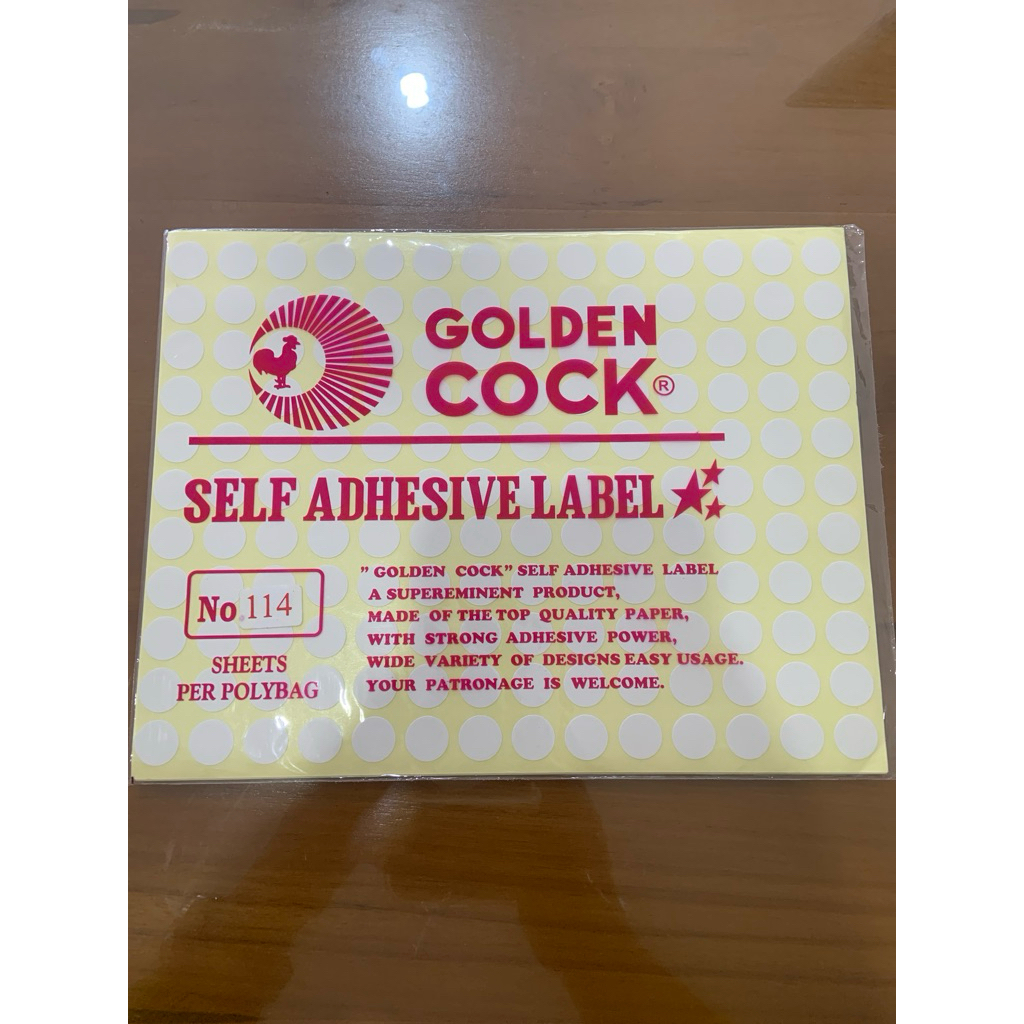 GOLDEN
COCK®
SELF ADHESIVE LABEL
No.114
SHEETS
PER POLYBAG
" GOLDEN COCK" SELF ADHESIVE LABEL
A SUPEREMINENT PRODUCT,
MADE OF THE TOP QUALITY PAPER,
WITH STRONG ADHESIVE POWER,
WIDE VARIETY OF DESIGNS EASY USAGE.
YOUR PATRONAGE IS WELCOME.